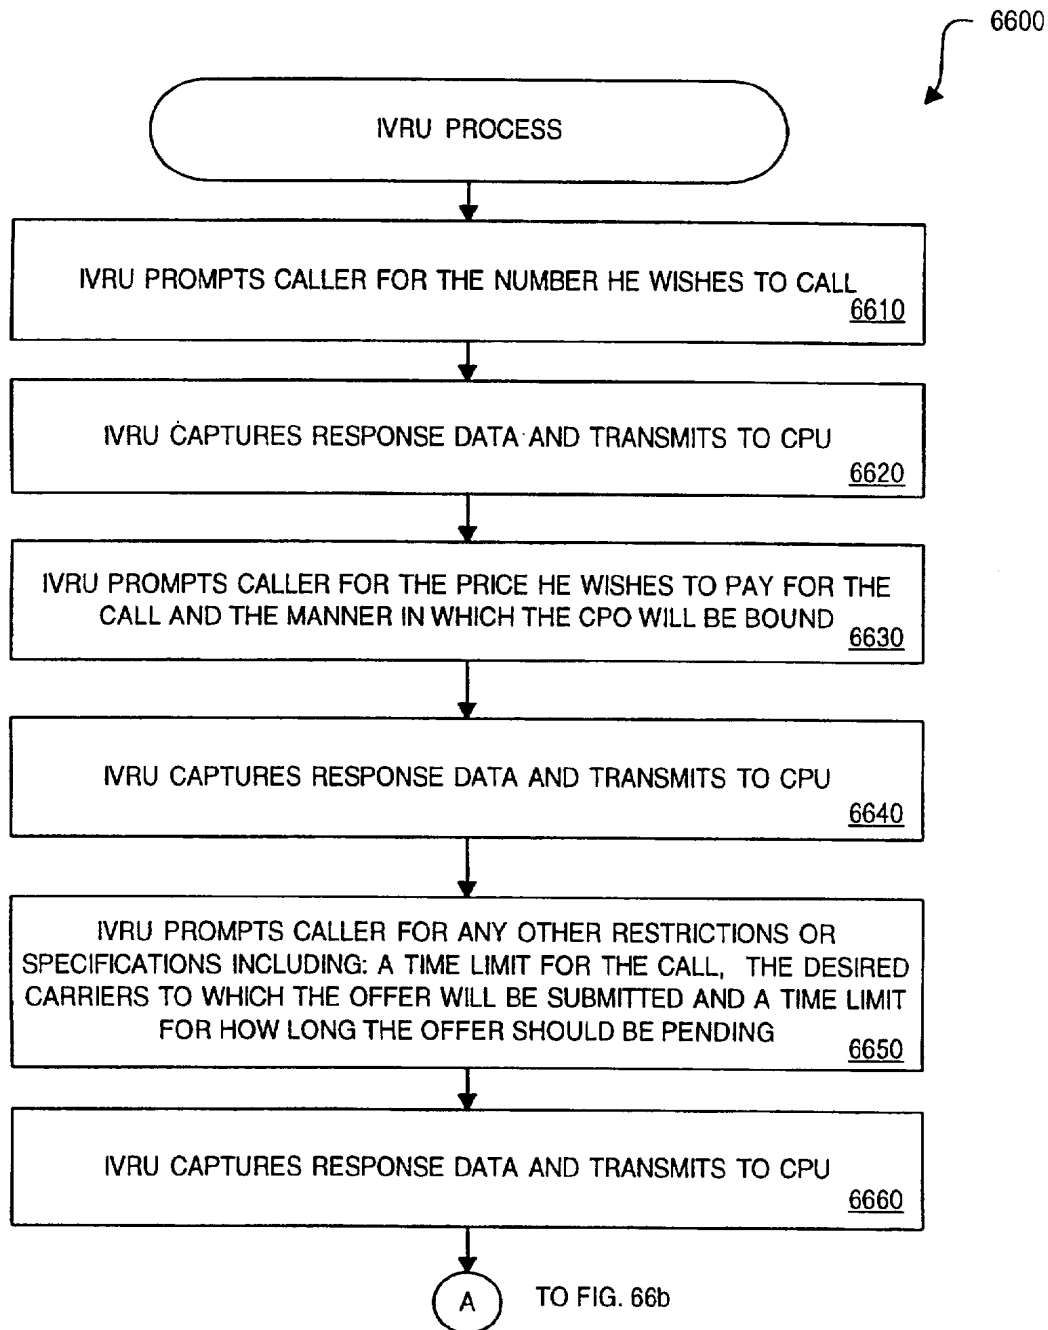 6600
IVRU PROCESS
IVRU PROMPTS CALLER FOR THE NUMBER HE WISHES TO CALL
6610
IVRU CAPTURES RESPONSE DATA AND TRANSMITS TO CPU
6620
IVRU PROMPTS CALLER FOR THE PRICE HE WISHES TO PAY FOR THE
CALL AND THE MANNER IN WHICH THE CPO WILL BE BOUND
6630
IVRU CAPTURES RESPONSE DATA AND TRANSMITS TO CPU
6640
IVRU PROMPTS CALLER FOR ANY OTHER RESTRICTIONS OR
SPECIFICATIONS INCLUDING: A TIME LIMIT FOR THE CALL, THE DESIRED
CARRIERS TO WHICH THE OFFER WILL BE SUBMITTED AND A TIME LIMIT
FOR HOW LONG THE OFFER SHOULD BE PENDING
6650
IVRU CAPTURES RESPONSE DATA AND TRANSMITS TO CPU
6660
A TO FIG. 66b